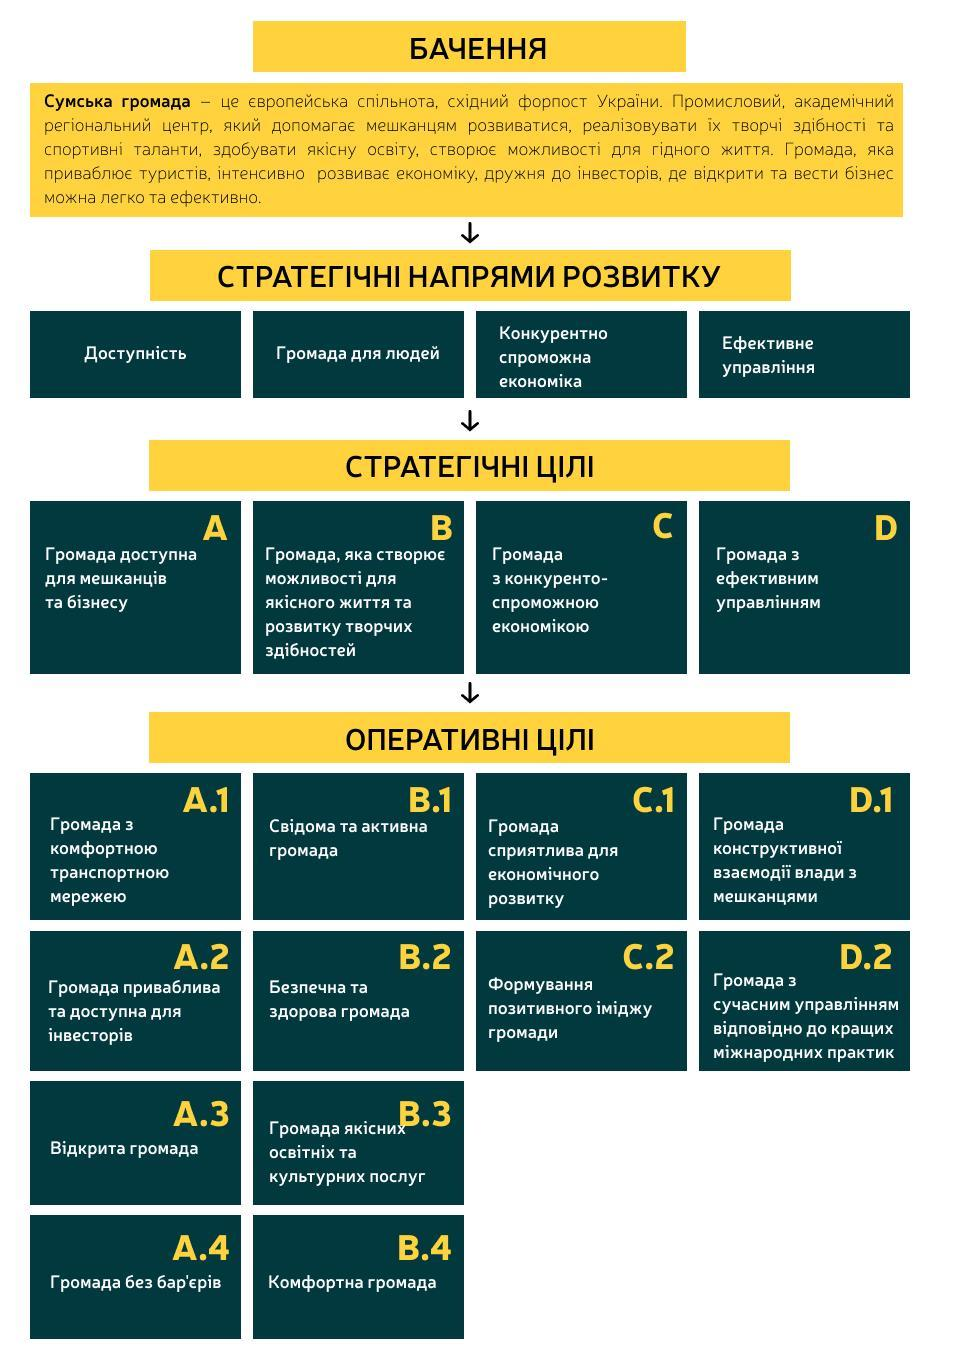 БАЧЕННЯ
Сумська громада – це європейська спільнота, східний форпост України. Промисловий, академічний
регіональний центр, який допомагає мешканцям розвиватися, реалізовувати їх творчі здібності та
спортивні таланти, здобувати якісну освіту, створює можливості для гідного життя. Громада, яка
приваблює туристів, інтенсивно розвиває економіку, дружня до інвесторів, де відкрити та вести бізнес
можна легко та ефективно.
СТРАТЕГІЧНІ НАПРЯМИ РОЗВИТКУ
Доступність
Громада для людей
Конкурентно
спроможна
економіка
Ефективне
управління
СТРАТЕГІЧНІ ЦІЛІ
A
Громада доступна
для мешканців
та бізнесу
B
Громада, яка створює
можливості для
якісного життя та
розвитку творчих
здібностей
C
Громада
з конкуренто-
спроможною
економікою
D
Громада з
ефективним
управлінням
ОПЕРАТИВНІ ЦІЛІ
A.1
Громада з
комфортною
транспортною
мережею
B.1
Свідома та активна
громада
C.1
Громада
сприятлива для
економічного
розвитку
D.1
Громада
конструктивної
взаємодії влади з
мешканцями
A.2
Громада приваблива
та доступна для
інвесторів
B.2
Безпечна та
здорова громада
C.2
Формування
позитивного іміджу
громади
D.2
Громада з
сучасним управлінням
відповідно до кращих
міжнародних практик
A.3
Відкрита громада
B.3
Громада якісних
освітніх та
культурних послуг
A.4
Громада без бар'єрів
B.4
Комфортна громада